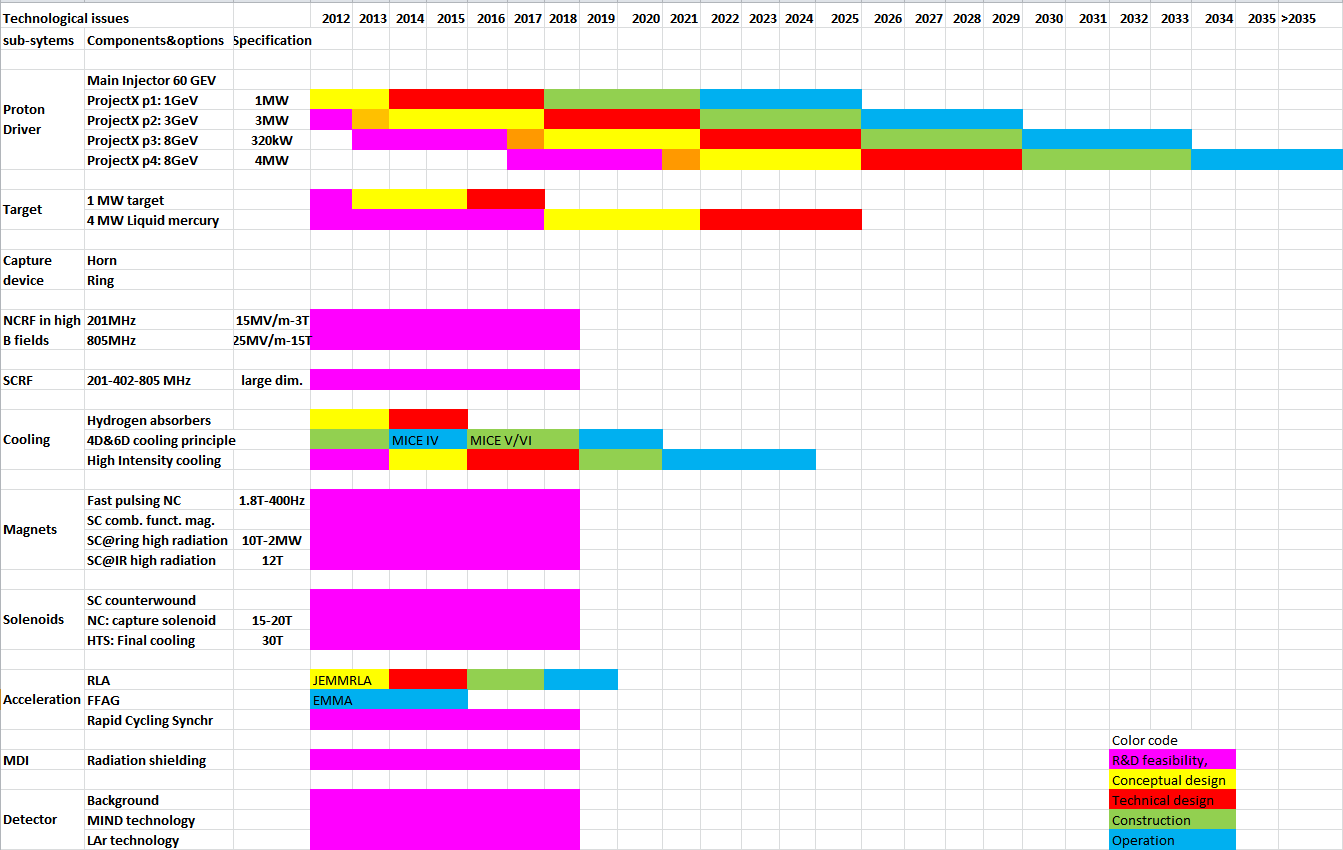 Technological issues 2012 2013 2014 2015 2016 2017 2018 2019 2020 2021 2022 2023 2024 2025 2026 2027 2028 2029 2030 2031 2032 2033 2034 2035 >2035
sub-sytems Components&options Specification
Main Injector 60 GEV
Proton Driver
ProjectX p1: 1GeV 1MW
ProjectX p2: 3GeV 3MW
ProjectX p3: 8GeV 320kW
ProjectX p4: 8GeV 4MW
Target
1 MW target
4 MW Liquid mercury
Capture device
Horn
Ring
NCRF in high B fields
201MHz 15MV/m-3T
805MHz 25MV/m-15T
SCRF 201-402-805 MHz large dim.
Cooling
Hydrogen absorbers
4D&6D cooling principle MICE IV MICE V/VI
High Intensity cooling
Magnets
Fast pulsing NC 1.8T-400Hz
SC comb. funct. mag.
SC@ring high radiation 10T-2MW
SC@IR high radiation 12T
Solenoids
SC counterwound
NC: capture solenoid 15-20T
HTS: Final cooling 30T
Acceleration
RLA JEMMRLA
FFAG EMMA
Rapid Cycling Synchr
MDI Radiation shielding
Detector
Background
MIND technology
LAr technology
Color code
R&D feasibility,
Conceptual design
Technical design
Construction
Operation